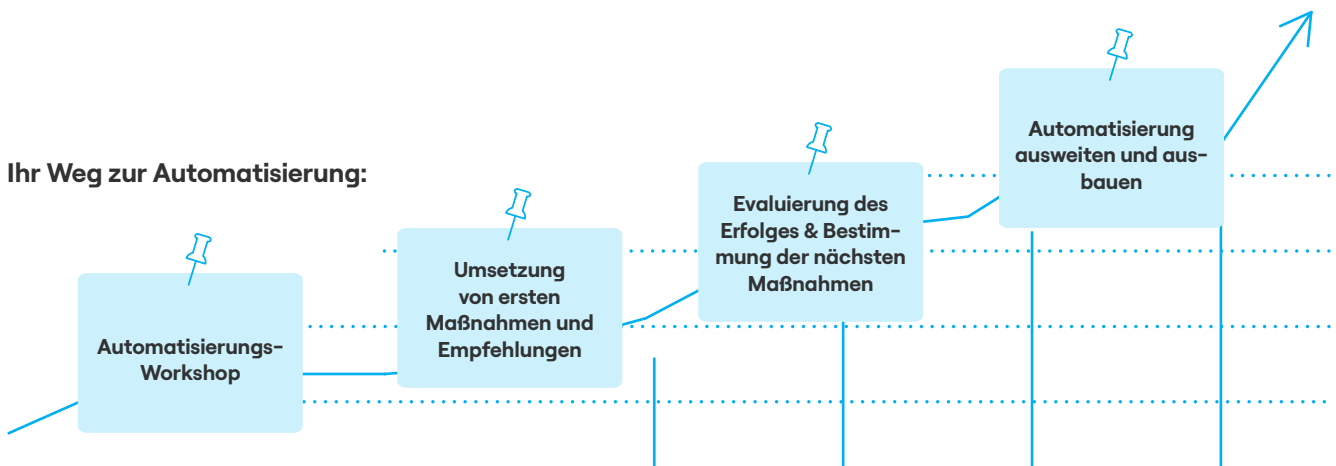 Ihr Weg zur Automatisierung:
Automatisierungs-
Workshop
Umsetzung
von ersten
Maßnahmen und
Empfehlungen
Evaluierung des
Erfolges & Bestim-
mung der nächsten
Maßnahmen
Automatisierung
ausweiten und aus-
bauen